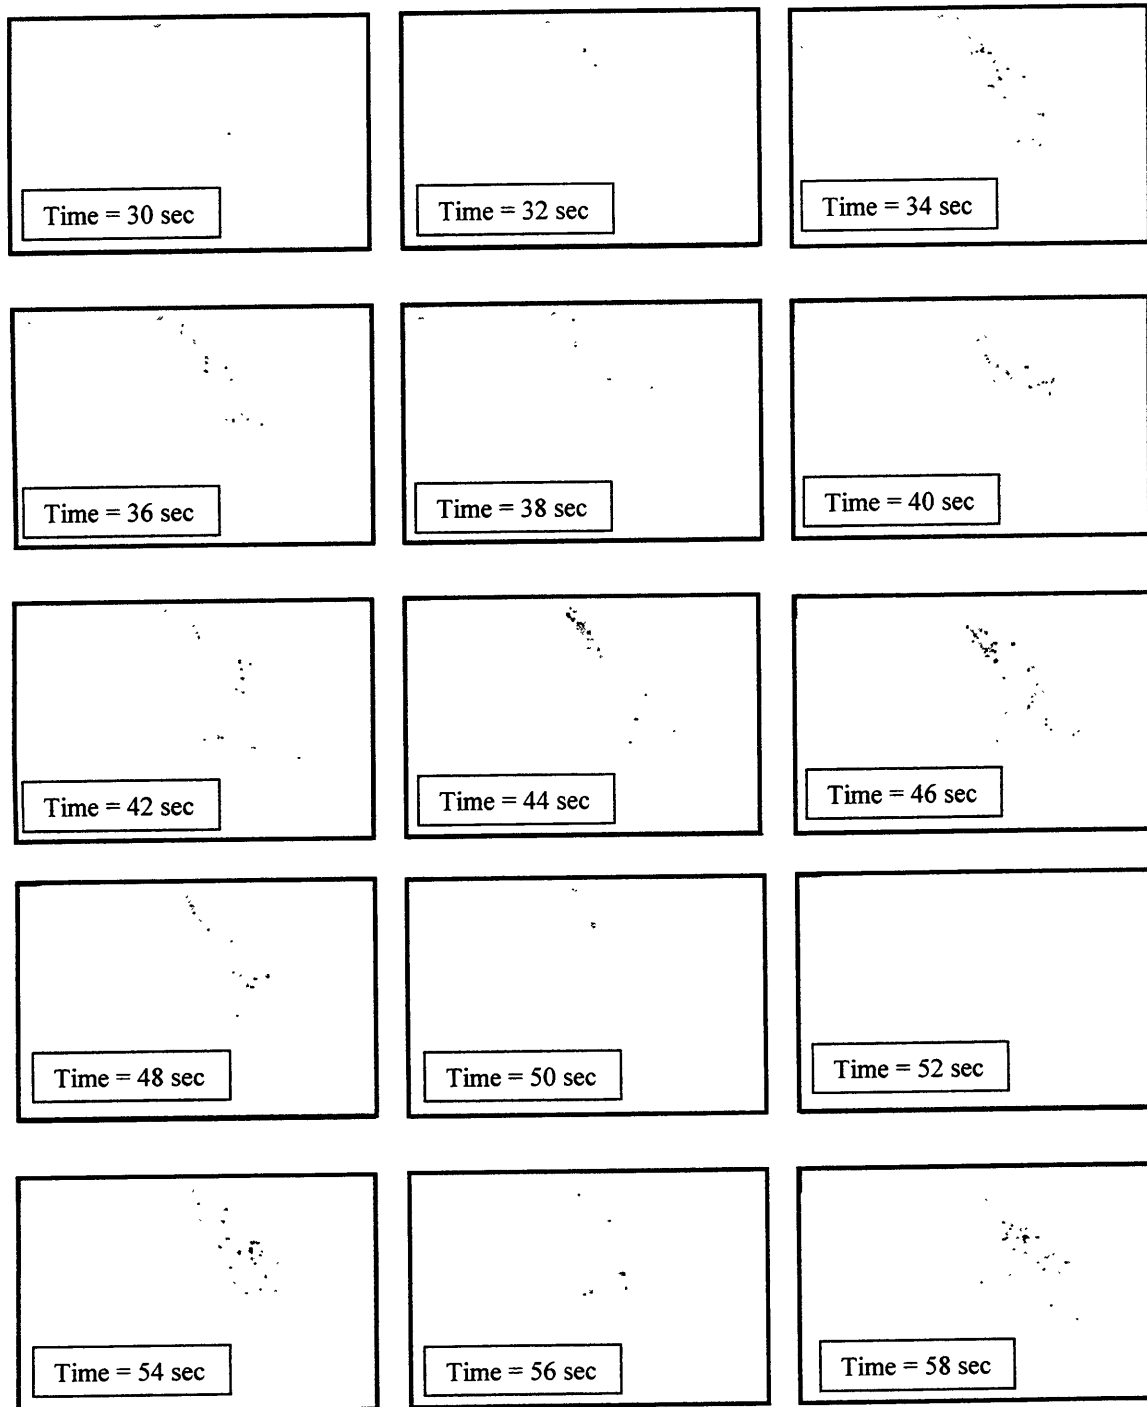 Time = 30 sec
Time = 32 sec
Time = 34 sec
Time = 36 sec
Time = 38 sec
Time = 40 sec
Time = 42 sec
Time = 44 sec
Time = 46 sec
Time = 48 sec
Time = 50 sec
Time = 52 sec
Time = 54 sec
Time = 56 sec
Time = 58 sec